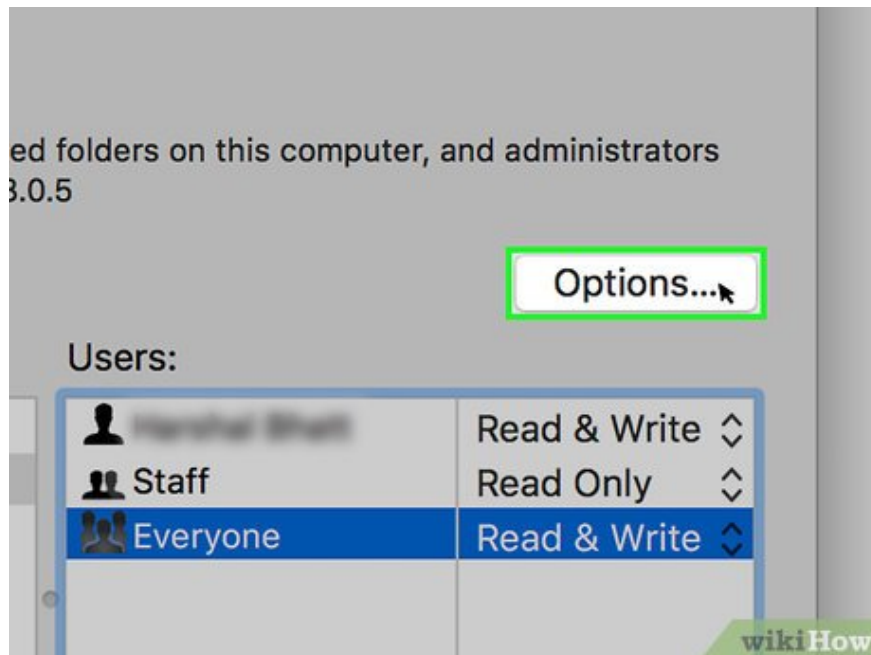 ed folders on this computer, and administrators
3.0.5
Options...
Users:
Read & Write
Staff Read Only
Everyone Read & Write
wikiHow